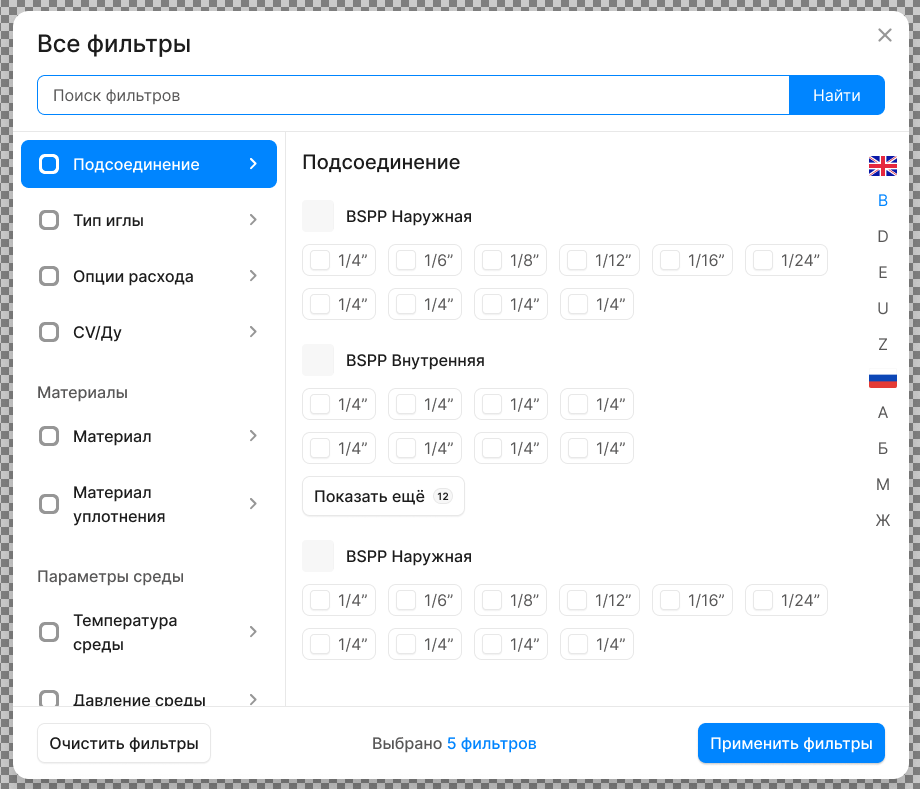 Все фильтры
Поиск фильтров
Найти
Подсоединение
Тип иглы
Опции расхода
CV/Ду
Материалы
Материал
Материал
уплотнения
Параметры среды
Температура
среды
Давление среды
Подсоединение
BSPP Наружная
1/4” 1/6” 1/8” 1/12” 1/16” 1/24”
1/4” 1/4” 1/4” 1/4”
BSPP Внутренняя
1/4” 1/4” 1/4” 1/4”
1/4” 1/4” 1/4” 1/4”
Показать ещё 12
BSPP Наружная
1/4” 1/6” 1/8” 1/12” 1/16” 1/24”
1/4” 1/4” 1/4” 1/4”
B
D
E
U
Z
А
Б
М
Ж
Очистить фильтры
Выбрано 5 фильтров
Применить фильтры